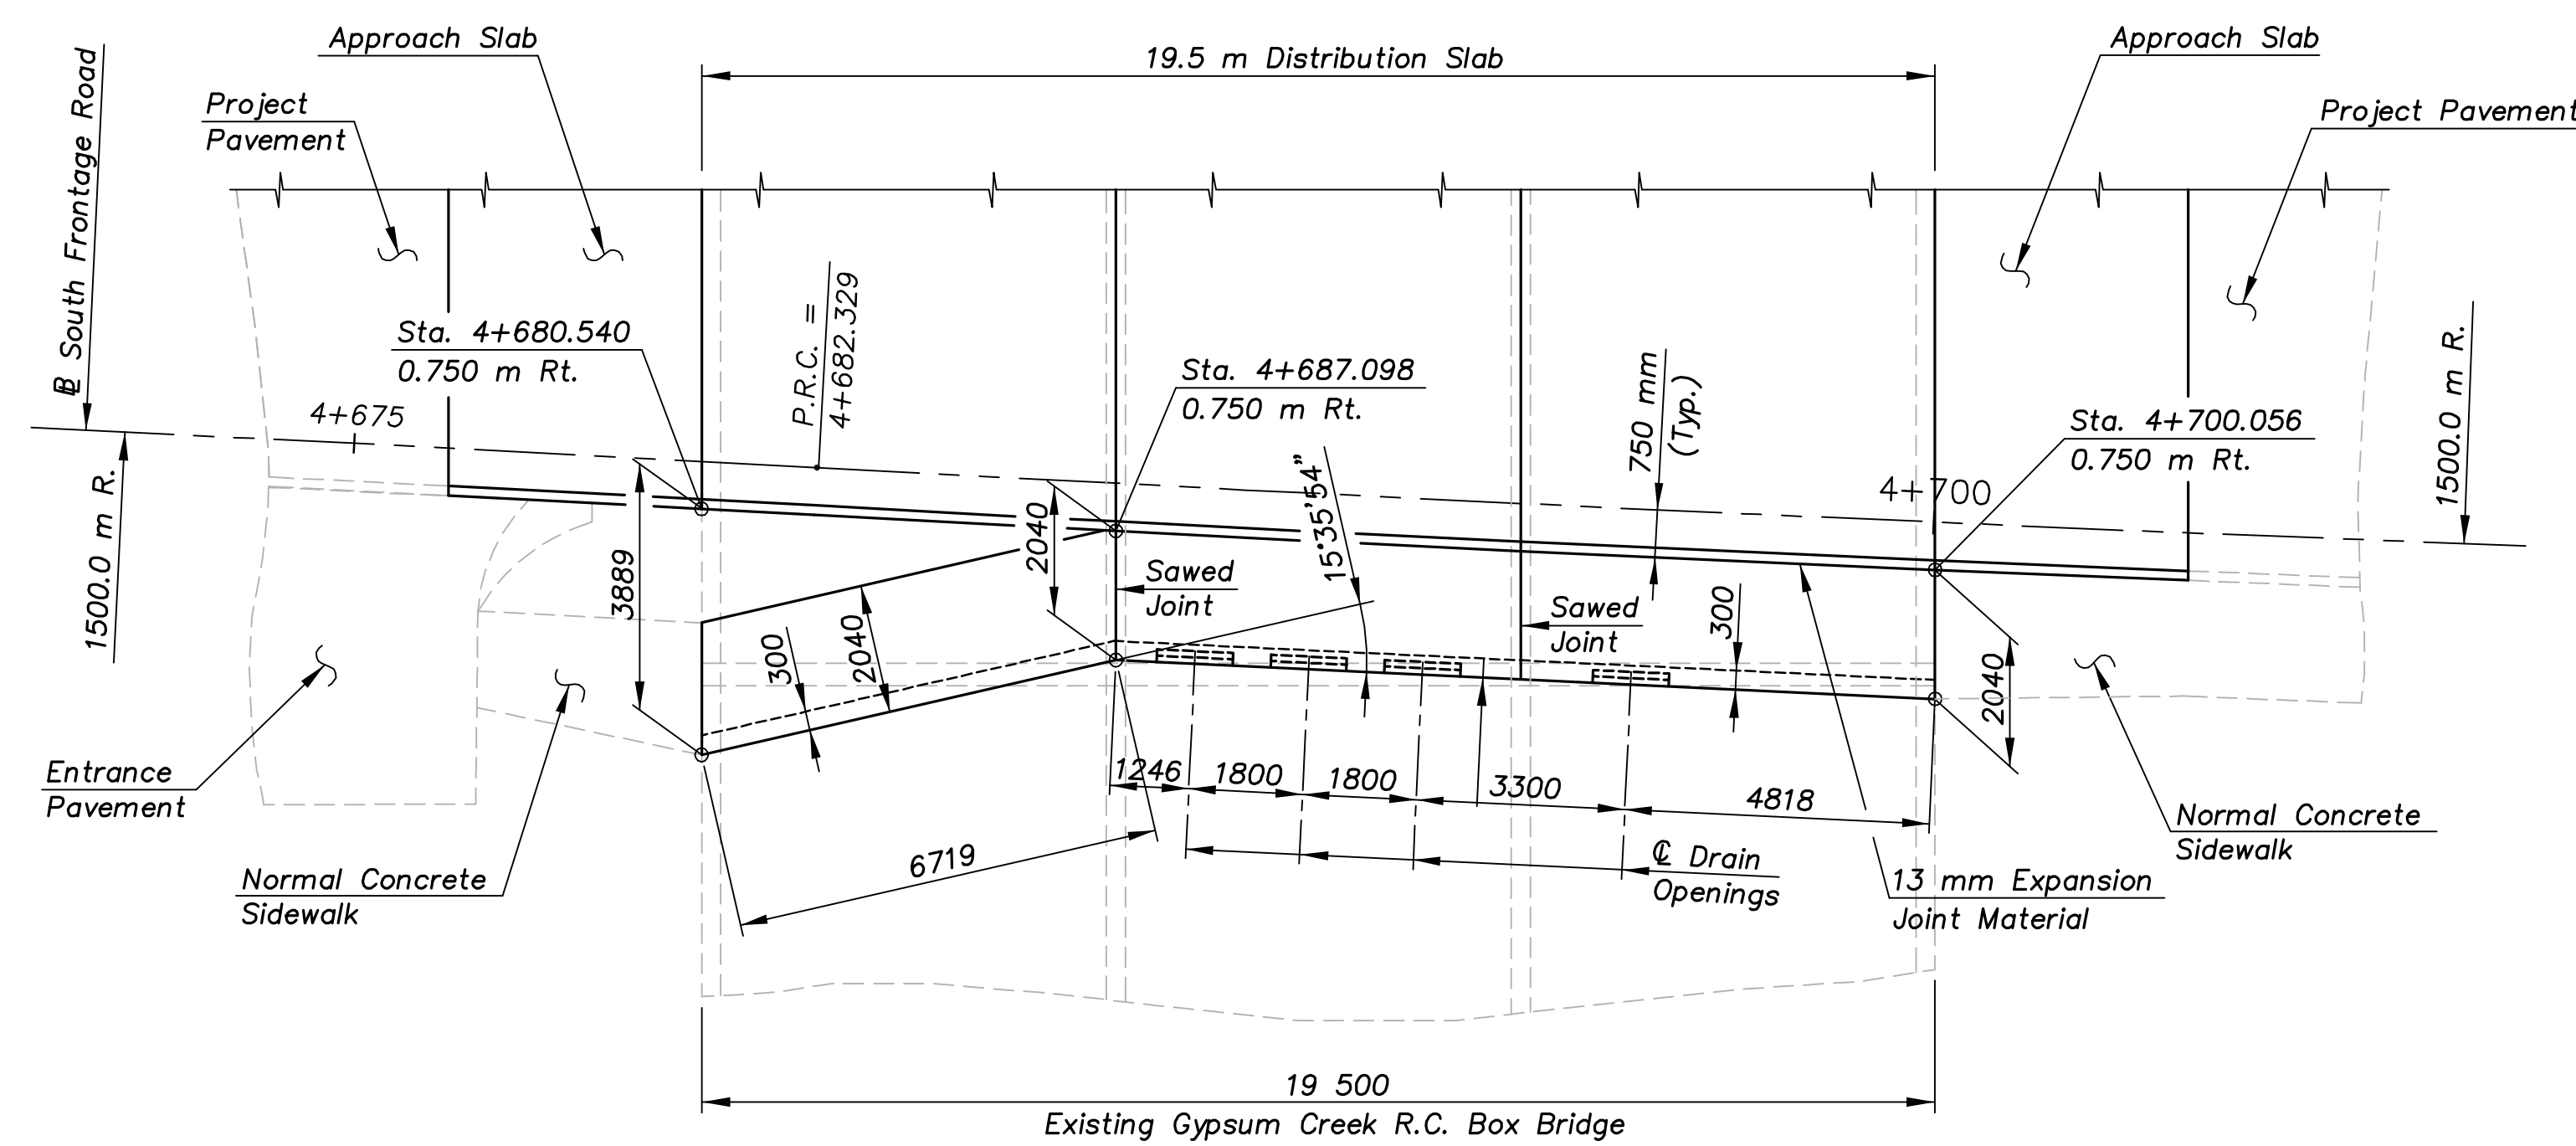 Approach Slab
19.5 m Distribution Slab
Approach Slab
Project
Pavement
Project Pavement
℄ South Frontage Road
Sta. 4+680.540
0.750 m Rt.
P.R.C. =
4+682.329
Sta. 4+687.098
0.750 m Rt.
750 mm
(Typ.)
Sta. 4+700.056
0.750 m Rt.
1500.0 m R.
4+675
4+700
1500.0 m R.
3889
2040
15°35'54"
Sawed
Joint
Sawed
Joint
300
2040
300
2040
1246
1800
1800
3300
4818
6719
℄ Drain
Openings
Entrance
Pavement
Normal Concrete
Sidewalk
13 mm Expansion
Joint Material
Normal Concrete
Sidewalk
19 500
Existing Gypsum Creek R.C. Box Bridge